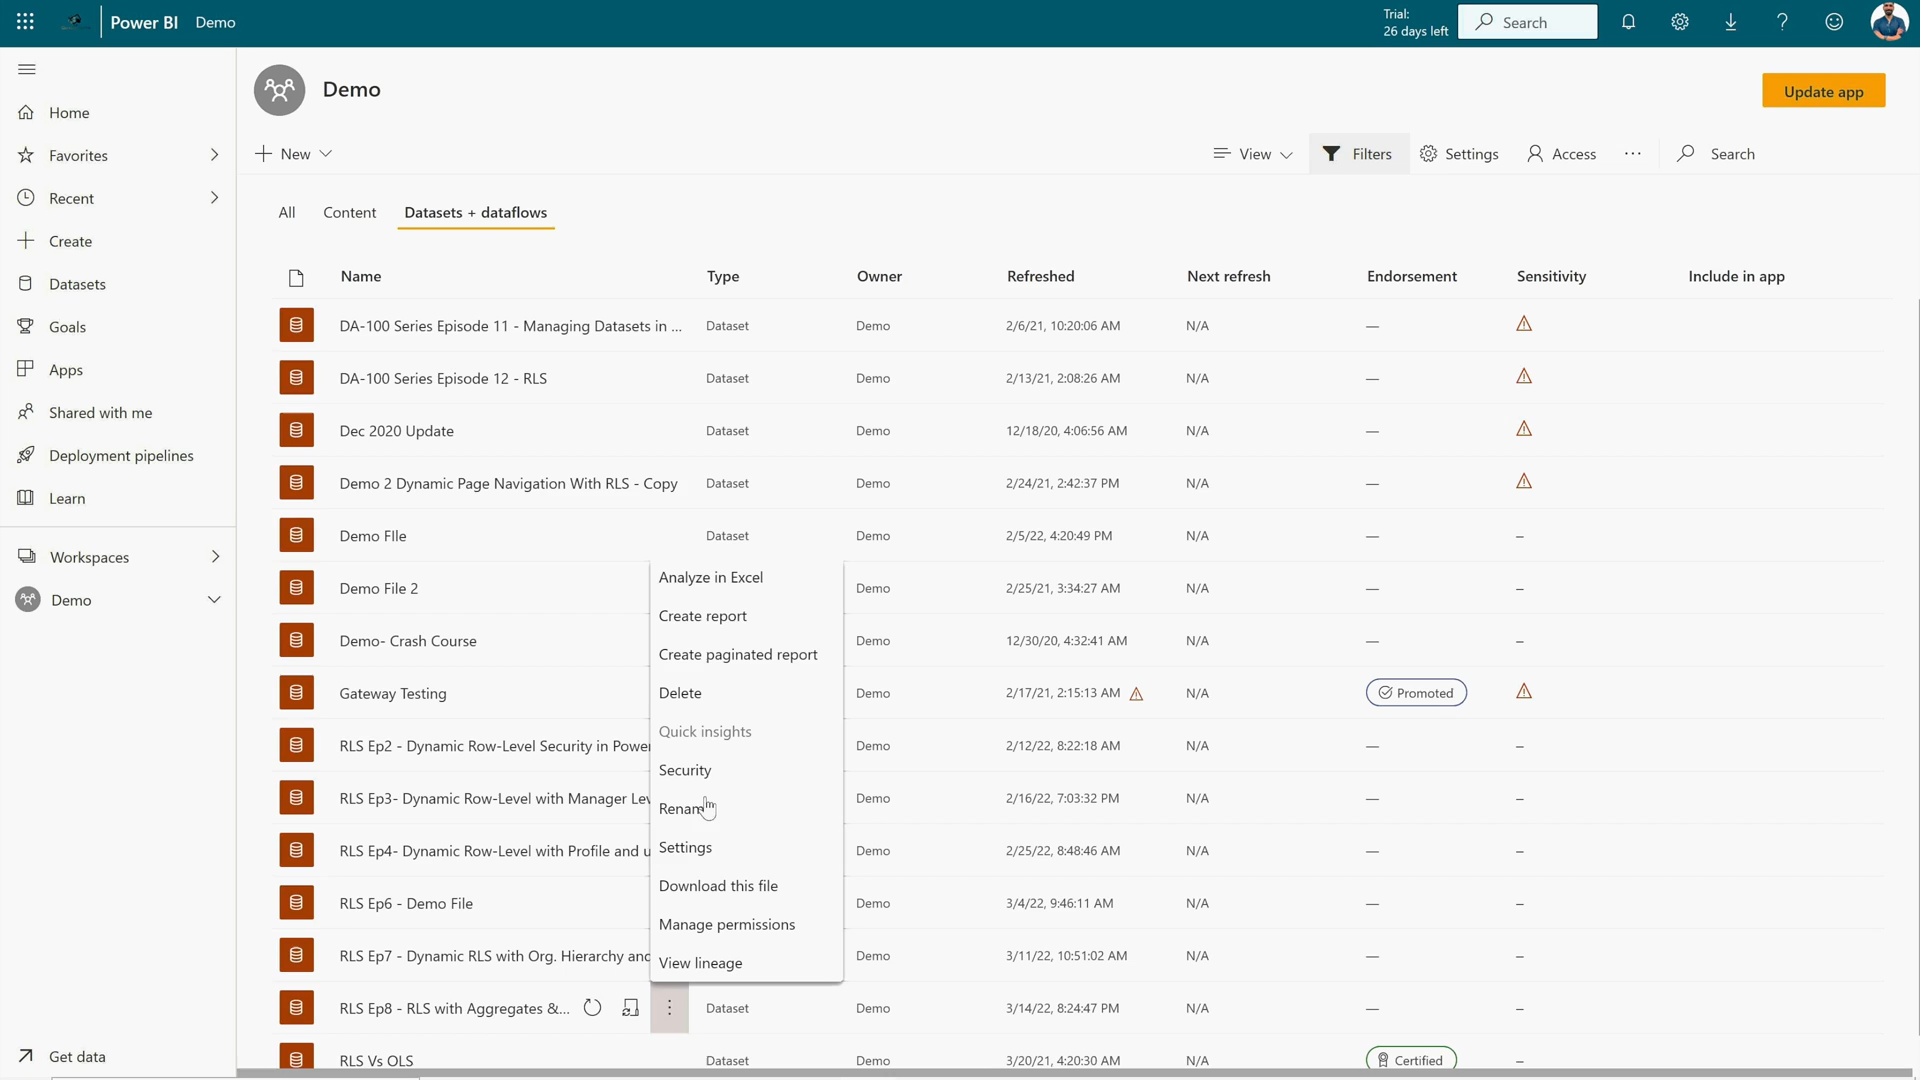 Power BI Demo
Trial:
26 days left
Search
Demo
Update app
Home
Favorites
Recent
Create
Datasets
Goals
Apps
Shared with me
Deployment pipelines
Learn
Workspaces
Demo
Get data
New
View Filters Settings Access ... Search
All Content Datasets + dataflows
Name Type Owner Refreshed Next refresh Endorsement Sensitivity Include in app
DA-100 Series Episode 11 - Managing Datasets in ... Dataset Demo 2/6/21, 10:20:06 AM N/A —
DA-100 Series Episode 12 - RLS Dataset Demo 2/13/21, 2:08:26 AM N/A —
Dec 2020 Update Dataset Demo 12/18/20, 4:06:56 AM N/A —
Demo 2 Dynamic Page Navigation With RLS - Copy Dataset Demo 2/24/21, 2:42:37 PM N/A —
Demo FIle Dataset Demo 2/5/22, 4:20:49 PM N/A — –
Demo File 2 Demo 2/25/21, 3:34:27 AM N/A — –
Demo- Crash Course Demo 12/30/20, 4:32:41 AM N/A — –
Gateway Testing Demo 2/17/21, 2:15:13 AM N/A Promoted
RLS Ep2 - Dynamic Row-Level Security in Power Demo 2/12/22, 8:22:18 AM N/A — –
RLS Ep3- Dynamic Row-Level with Manager Lev Demo 2/16/22, 7:03:32 PM N/A — –
RLS Ep4- Dynamic Row-Level with Profile and u Demo 2/25/22, 8:48:46 AM N/A — –
RLS Ep6 - Demo File Demo 3/4/22, 9:46:11 AM N/A — –
RLS Ep7 - Dynamic RLS with Org. Hierarchy and Demo 3/11/22, 10:51:02 AM N/A — –
RLS Ep8 - RLS with Aggregates &... Dataset Demo 3/14/22, 8:24:47 PM N/A — –
RLS Vs OLS Dataset Demo 3/20/21, 4:20:30 AM N/A Certified –
Analyze in Excel
Create report
Create paginated report
Delete
Quick insights
Security
Rename
Settings
Download this file
Manage permissions
View lineage